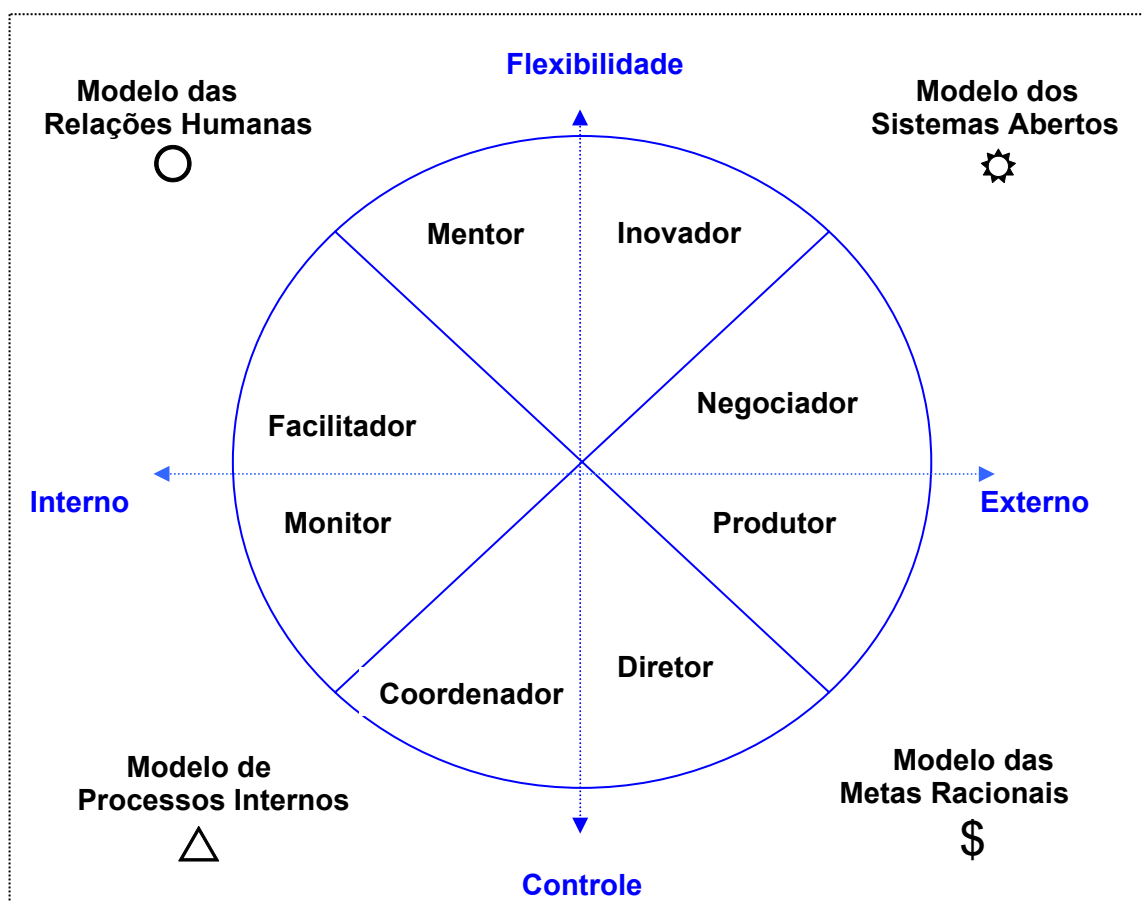 Flexibilidade
Modelo das
Relações Humanas
Modelo dos
Sistemas Abertos
Mentor
Inovador
Facilitador
Negociador
Interno
Externo
Monitor
Produtor
Coordenador
Diretor
Modelo de
Processos Internos
Modelo das
Metas Racionais
$
Controle